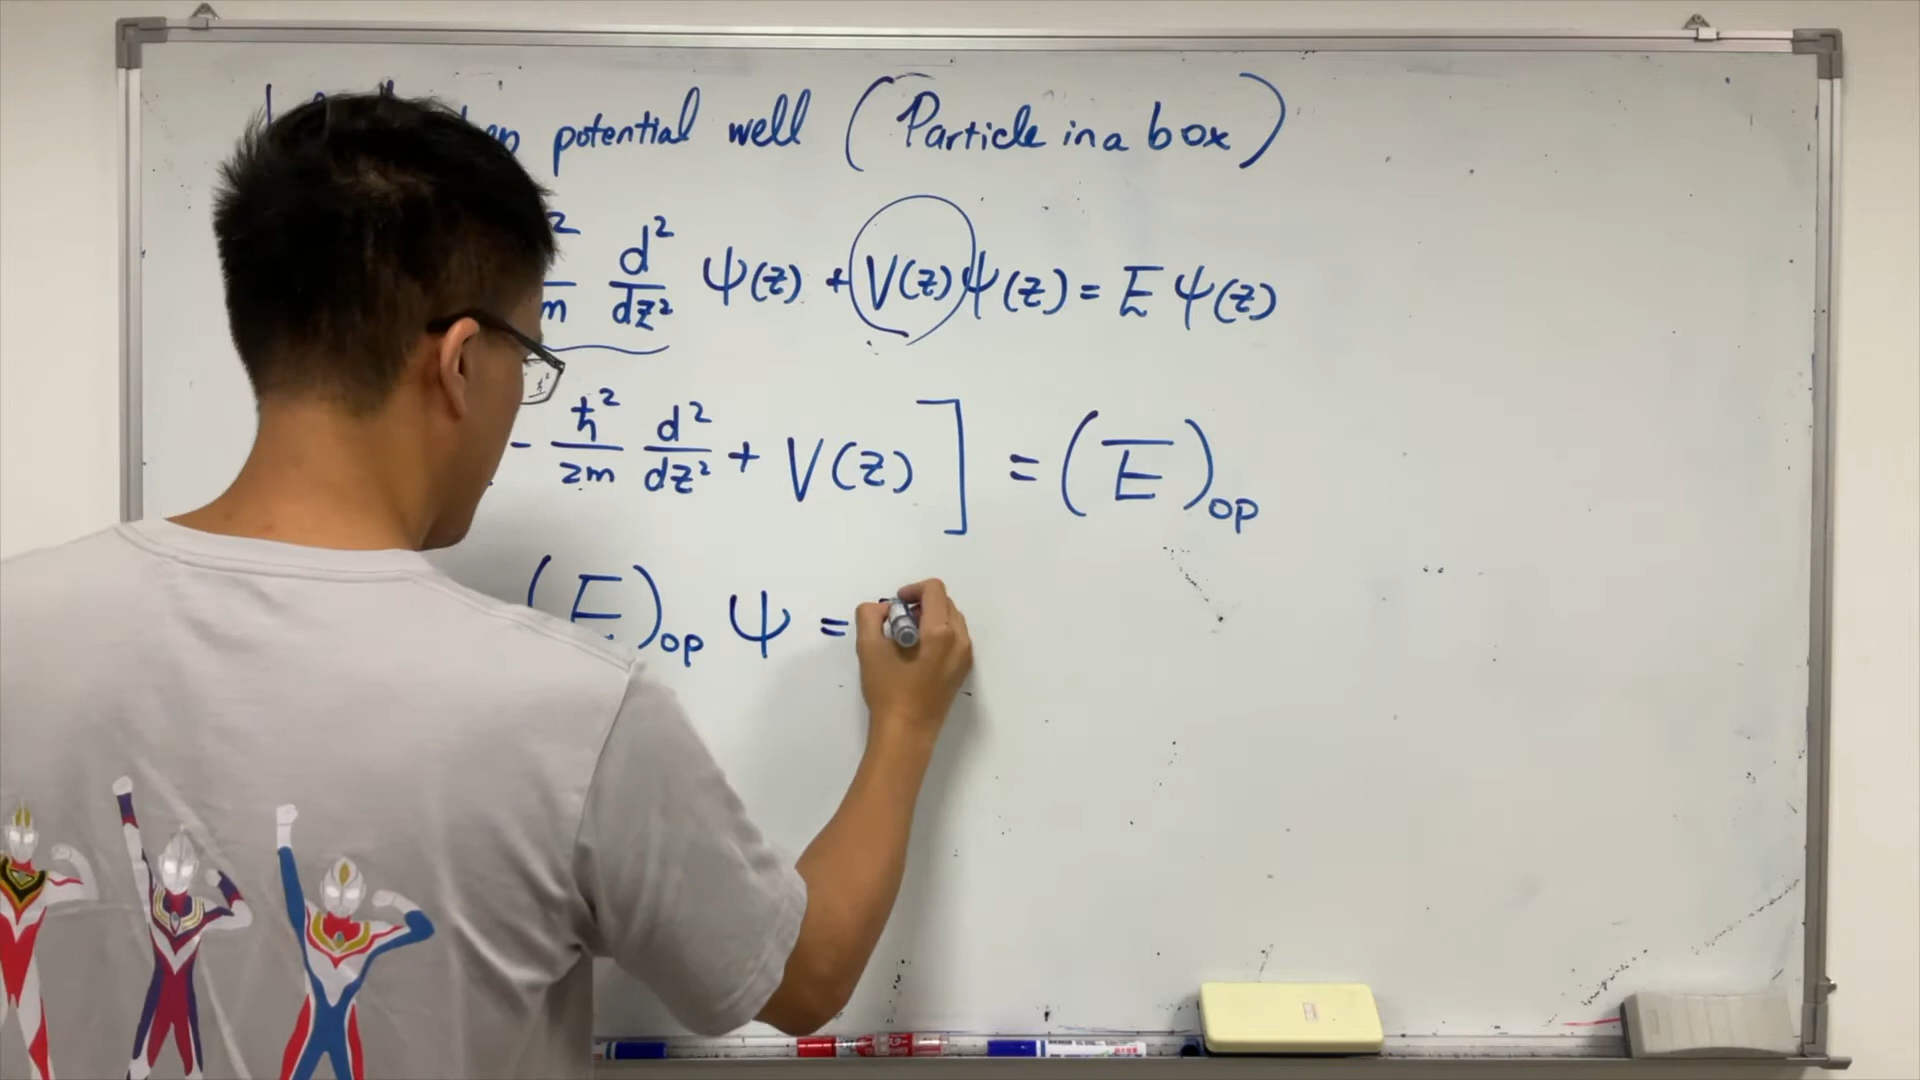 potential well (Particle in a box)
d²/dz² ψ(z) + V(z)ψ(z) = E ψ(z)
- ħ²/2m d²/dz² + V(z) ] = (E)op
(E)op ψ =